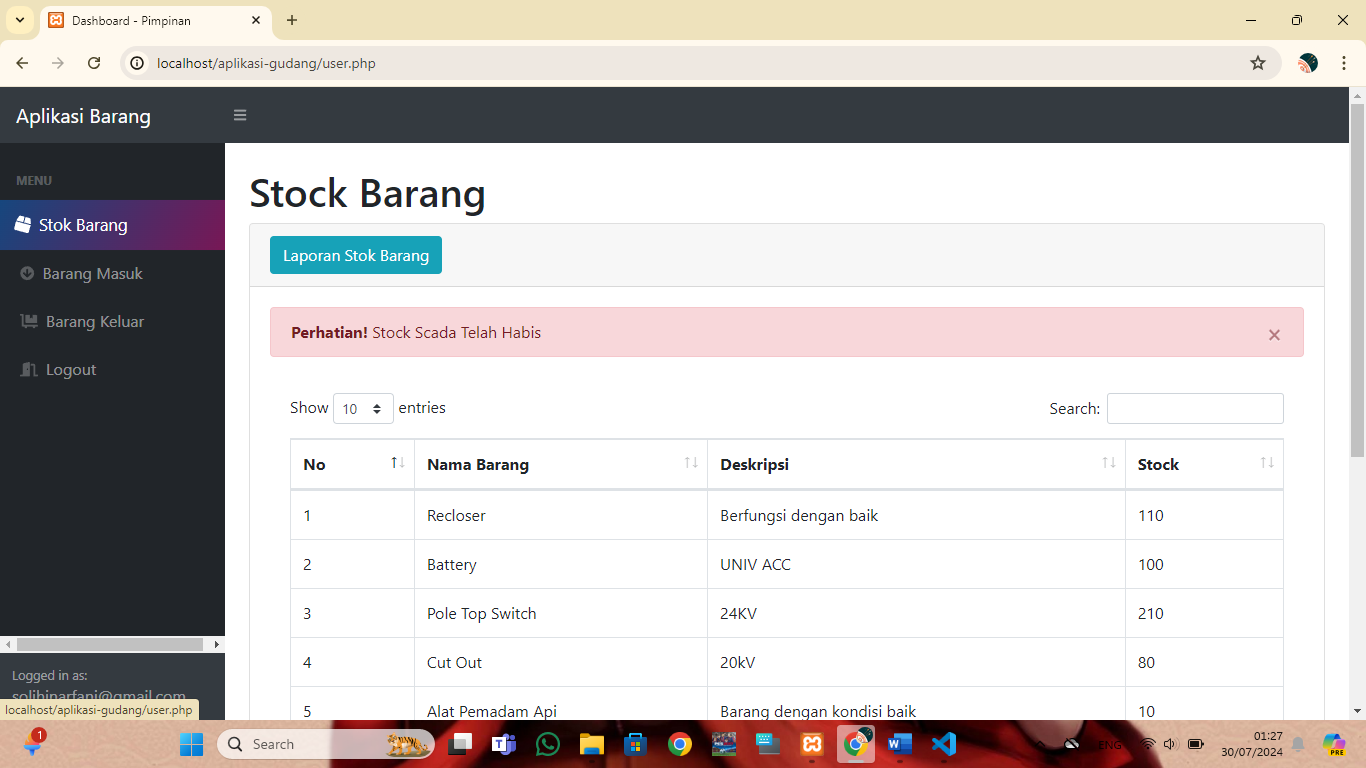 Dashboard - Pimpinan
localhost/aplikasi-gudang/user.php
Aplikasi Barang
MENU
Stok Barang
Barang Masuk
Barang Keluar
Logout
Stock Barang
Laporan Stok Barang
Perhatian! Stock Scada Telah Habis
Show 10 entries
Search:
No Nama Barang Deskripsi Stock
1 Recloser Berfungsi dengan baik 110
2 Battery UNIV ACC 100
3 Pole Top Switch 24KV 210
4 Cut Out 20kV 80
5 Alat Pemadam Api Barang dengan kondisi baik 10
Logged in as:
solihinarfani@gmail.com
localhost/aplikasi-gudang/user.php
1
Search
ENG
01:27
30/07/2024
PRE